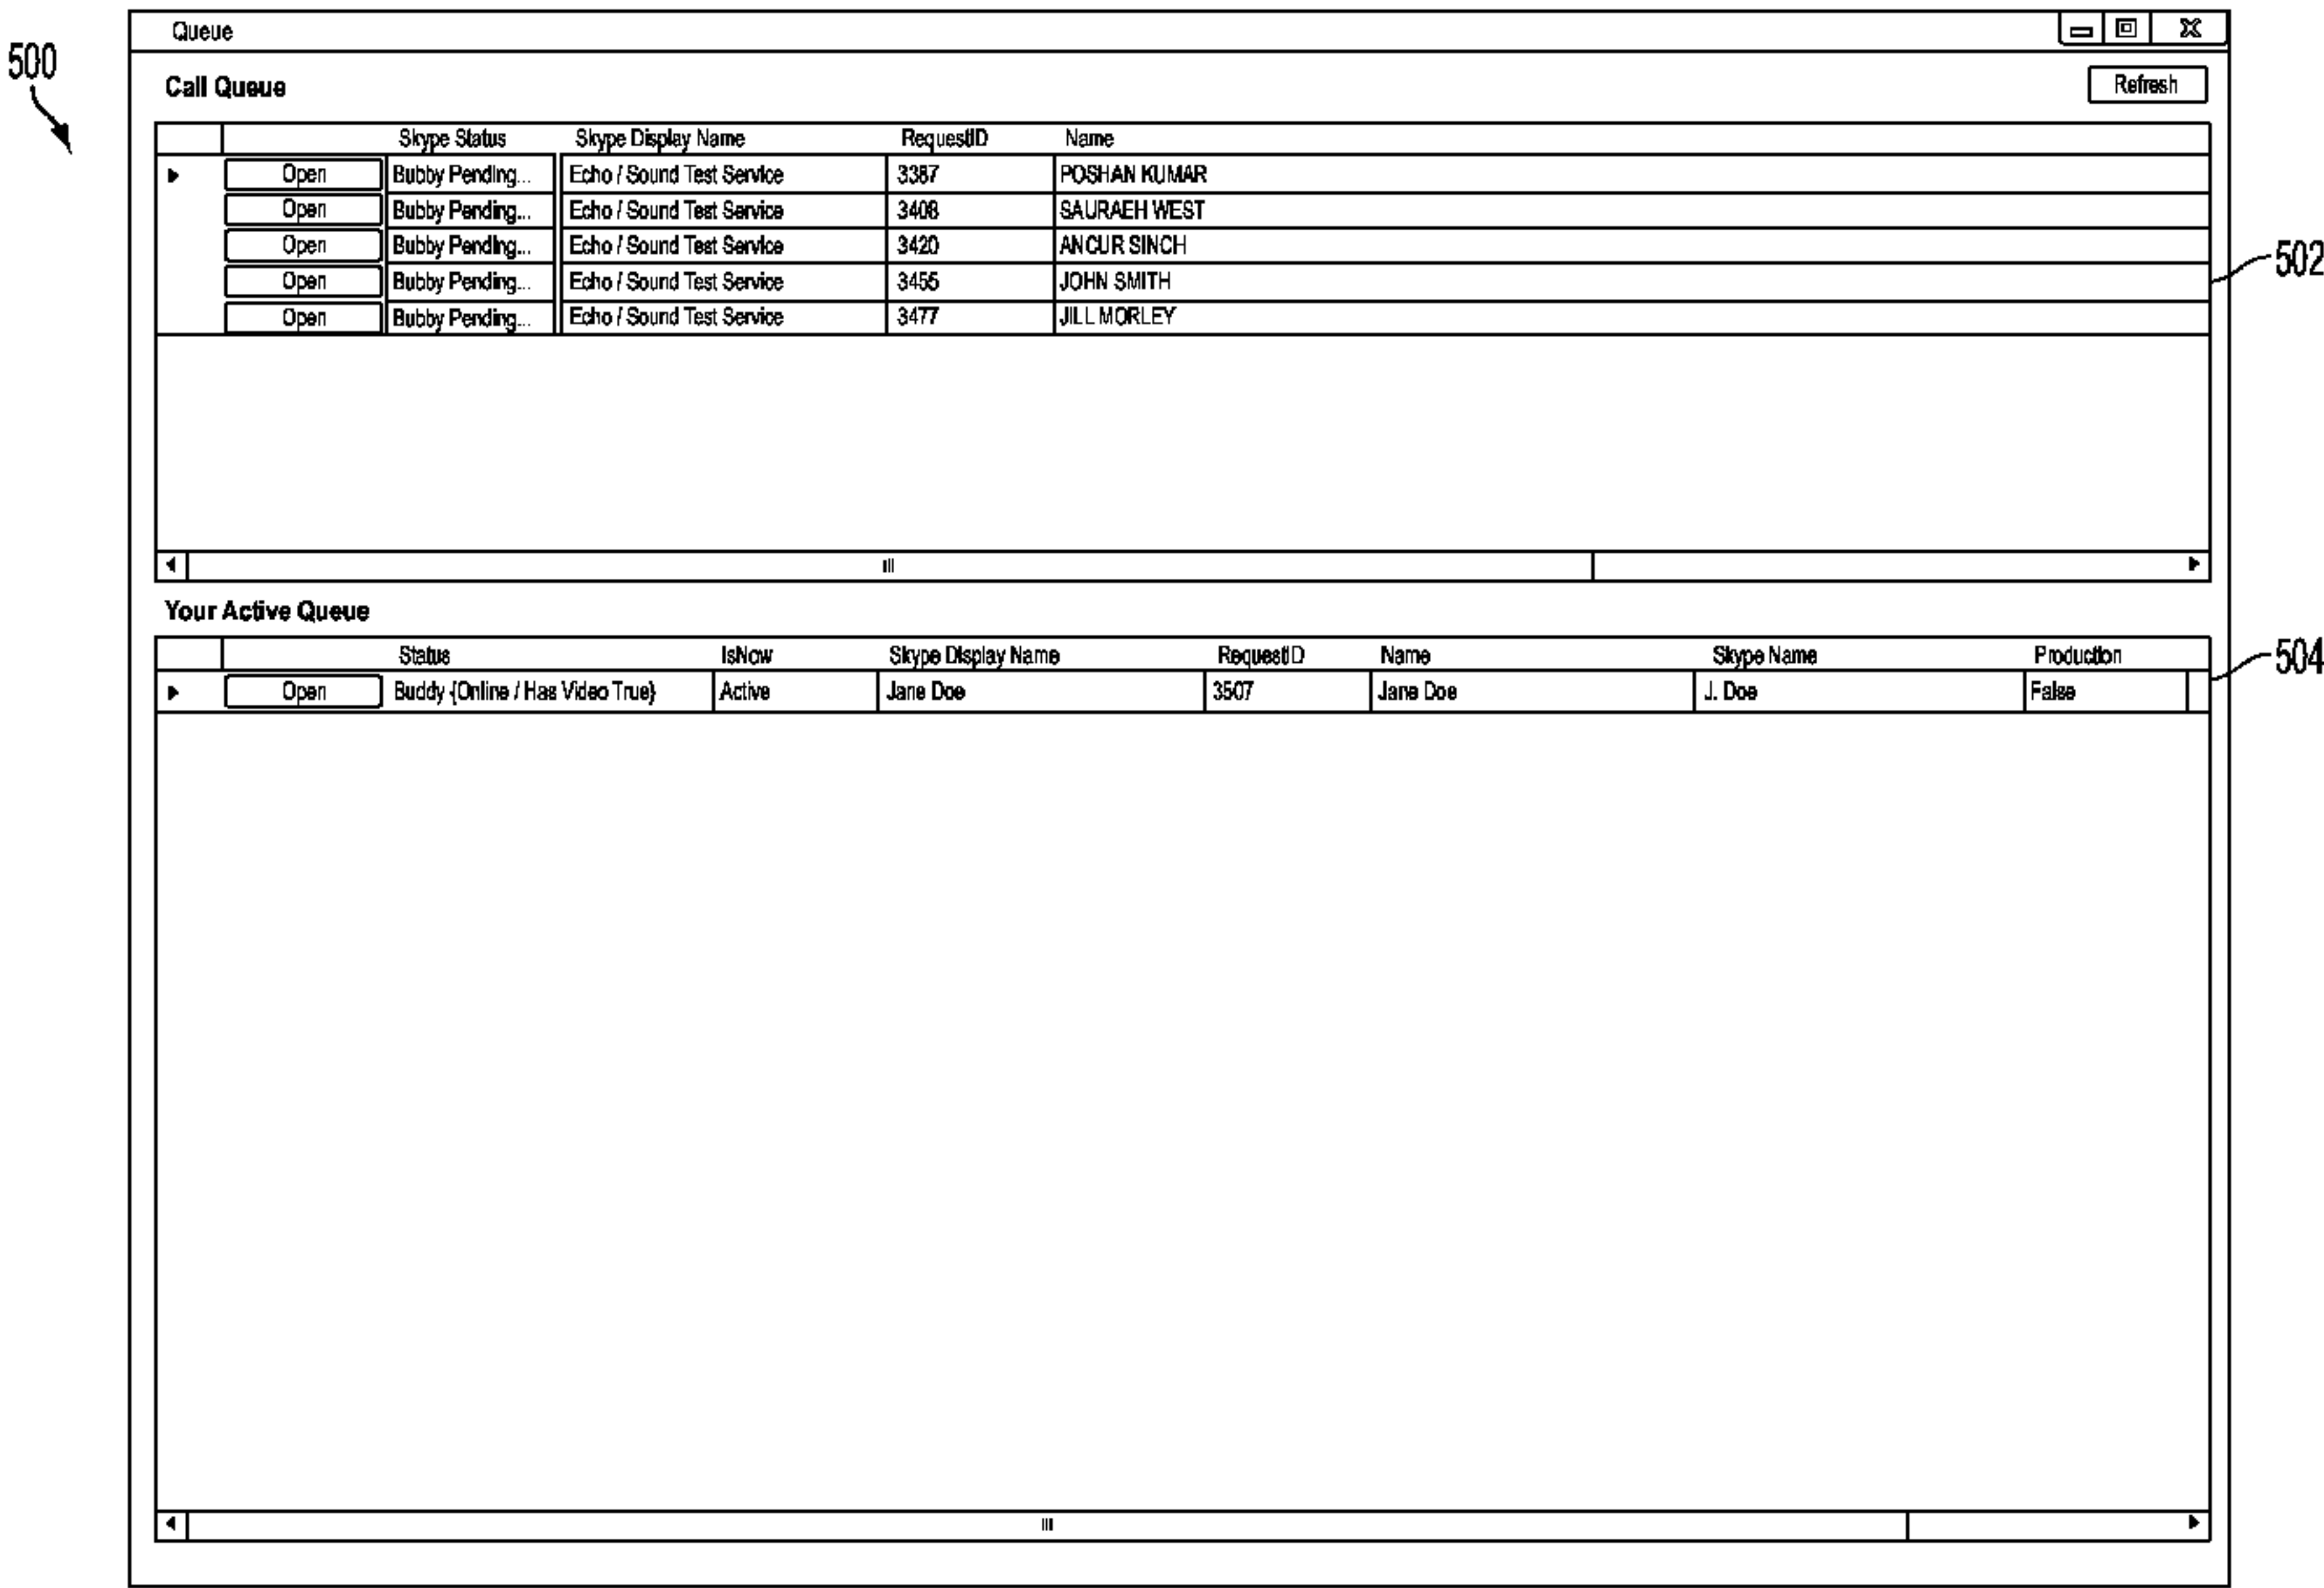 Queue
500
Call Queue Refresh
Skype Status Skype Display Name RequestID Name
Open Bubby Pending... Echo / Sound Test Service 3387 POSHAN KUMAR
Open Bubby Pending... Echo / Sound Test Service 3408 SAURAEH WEST
Open Bubby Pending... Echo / Sound Test Service 3420 ANCUR SINCH
502
Open Bubby Pending... Echo / Sound Test Service 3455 JOHN SMITH
Open Bubby Pending... Echo / Sound Test Service 3477 JILL MORLEY
Your Active Queue
Status IsNow Skype Display Name RequestID Name Skype Name Production
504
Open Buddy {Online / Has Video True} Active Jane Doe 3507 Jane Doe J. Doe False